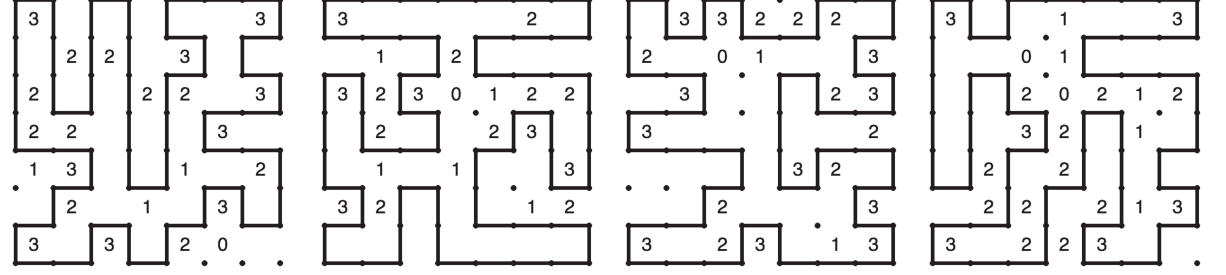 3 3 3 2 3 3 2 2 2 3 1 3
2 2 3 1 2 2 0 1 3 0 1
2 2 2 3 3 2 3 0 1 2 2 3 2 3 2 0 2 1 2
2 2 3 2 2 3 3 2 3 2 1
1 3 1 2 1 1 3 3 2 2 2
2 1 3 3 2 1 2 2 3 2 2 2 1 3
3 3 2 0 3 2 3 1 3 3 2 2 3